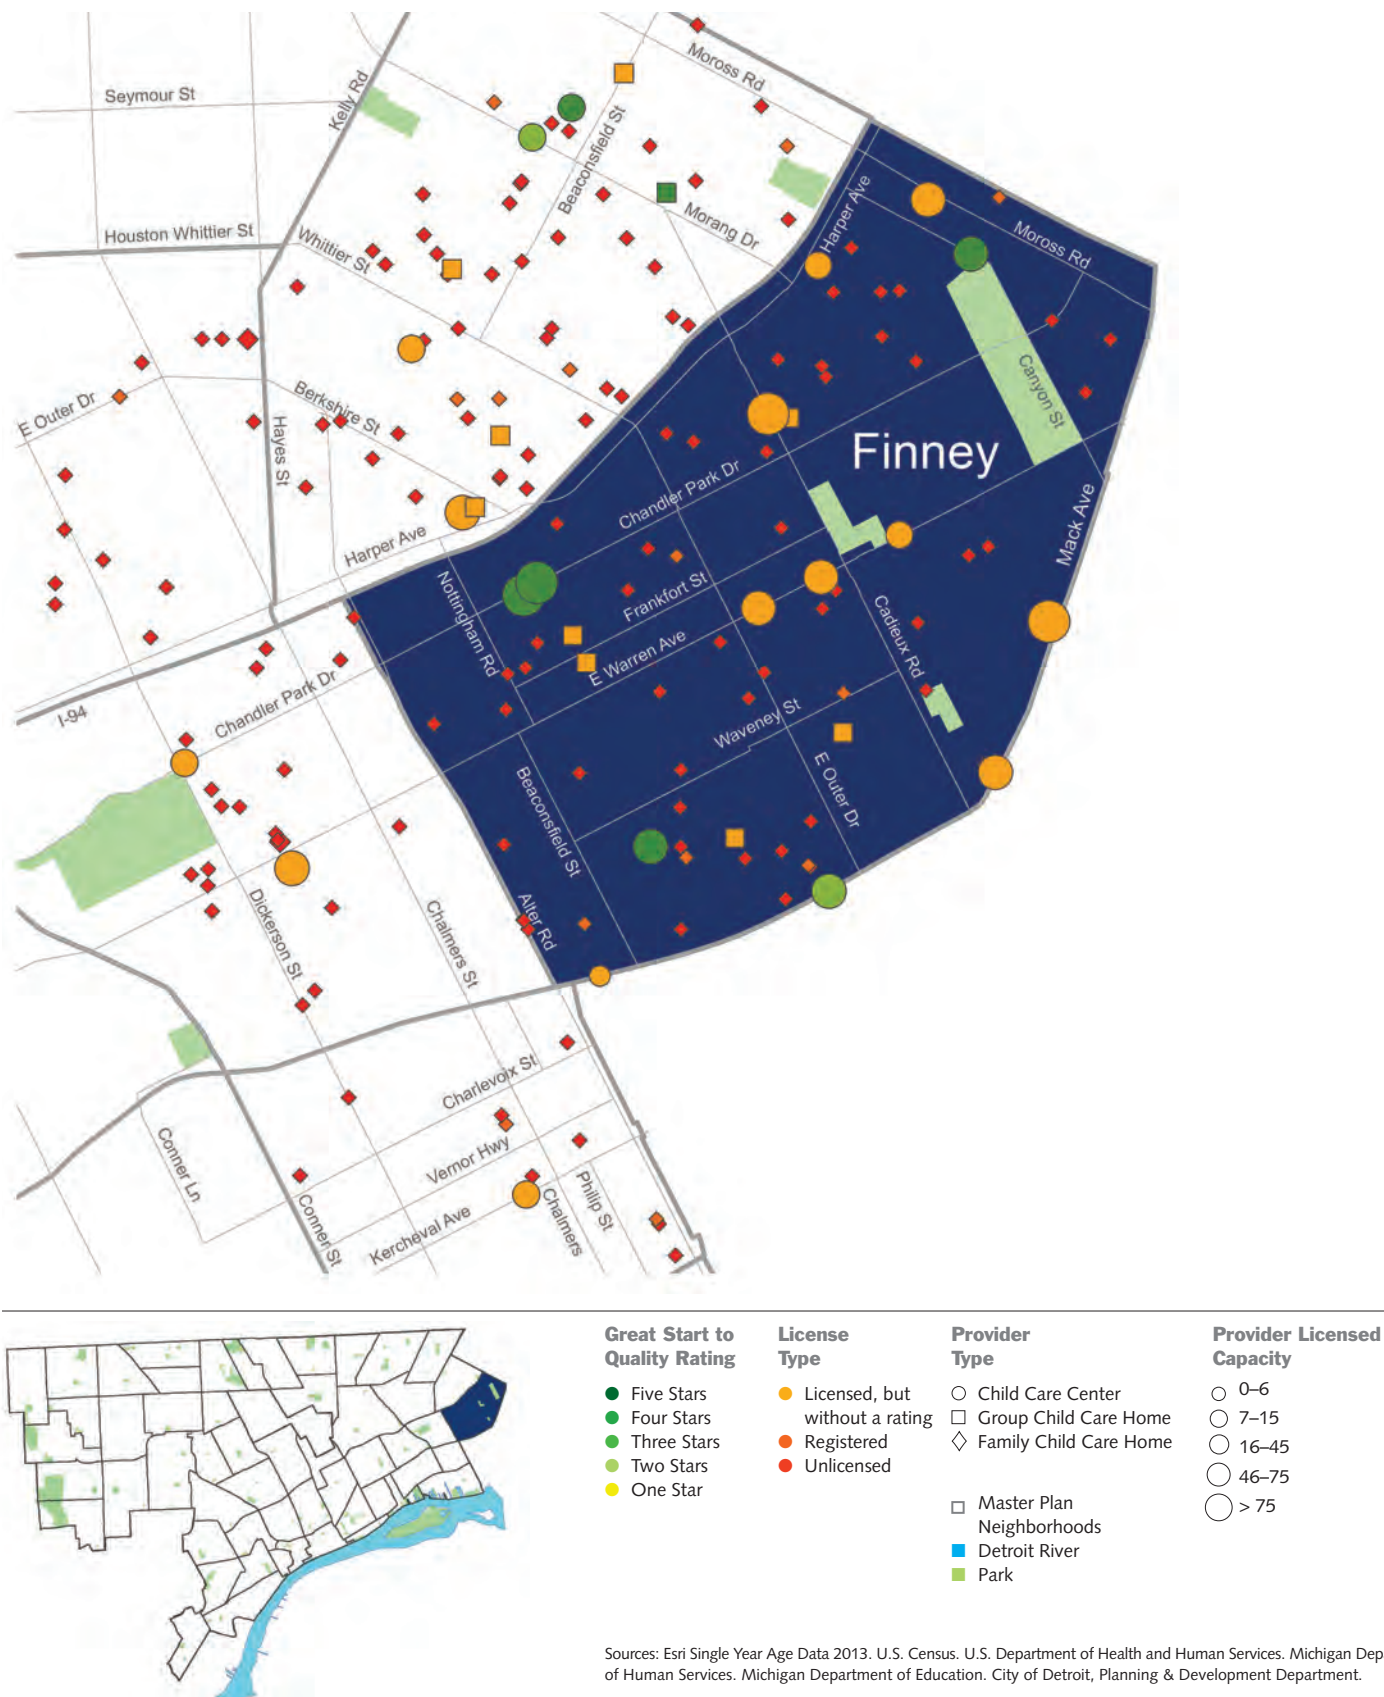 Moross Rd
Seymour St
Kelly Rd
Beaconsfield St
Harper Ave
Morang Dr
Moross Rd
Houston Whittier St
Whittier St
Canyon St
E Outer Dr
Berkshire St
Hayes St
Finney
Chandler Park Dr
Mack Ave
Harper Ave
Nottingham Rd
Frankfort St
E Warren Ave
Cadieux Rd
Chandler Park Dr
I-94
Waveney St
E Outer Dr
Beaconsfield St
Dickerson St
Chalmers St
Alter Rd
Charlevoix St
Conner Ln
Vernor Hwy
Conner St
Kercheval Ave
Chalmers
Philip St
Great Start to
Quality Rating
Five Stars
Four Stars
Three Stars
Two Stars
One Star
License
Type
Licensed, but
without a rating
Registered
Unlicensed
Provider
Type
Child Care Center
Group Child Care Home
Family Child Care Home
Master Plan
Neighborhoods
Detroit River
Park
Provider Licensed
Capacity
0–6
7–15
16–45
46–75
> 75
Sources: Esri Single Year Age Data 2013. U.S. Census. U.S. Department of Health and Human Services. Michigan Dep
of Human Services. Michigan Department of Education. City of Detroit, Planning & Development Department.